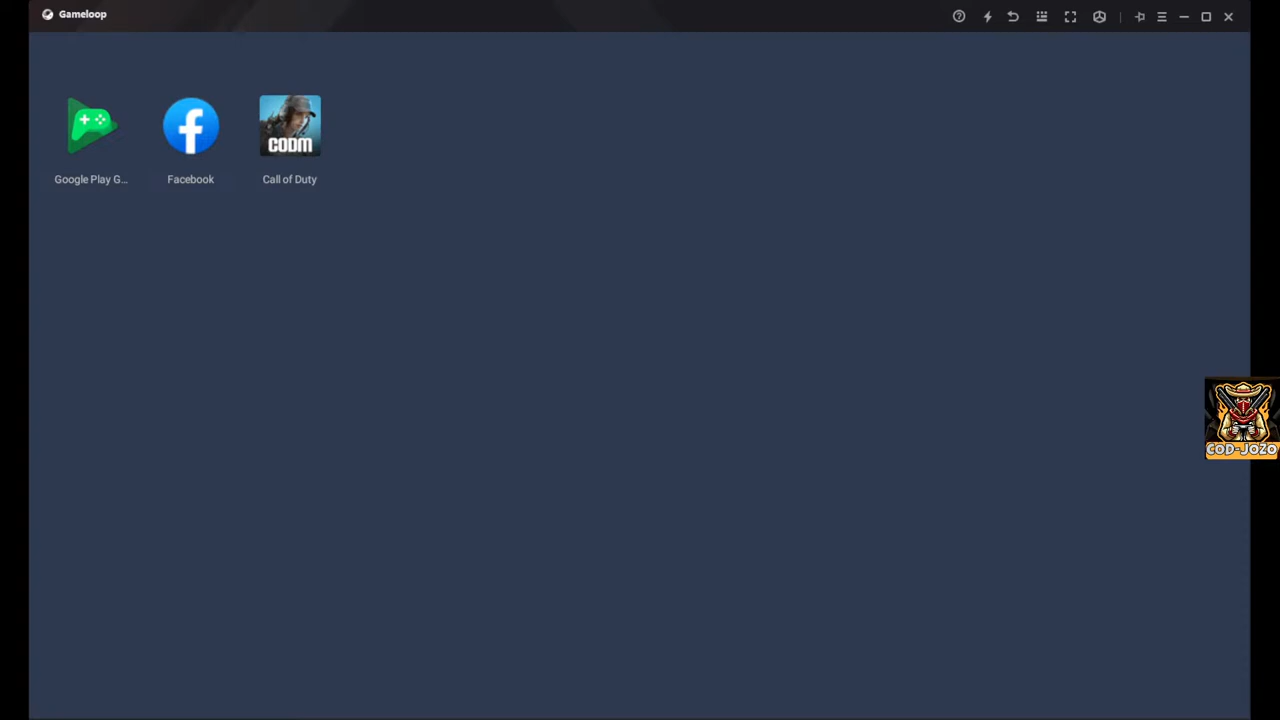 Gameloop
CODM
Google Play G...
Facebook
Call of Duty
COD-JOZO